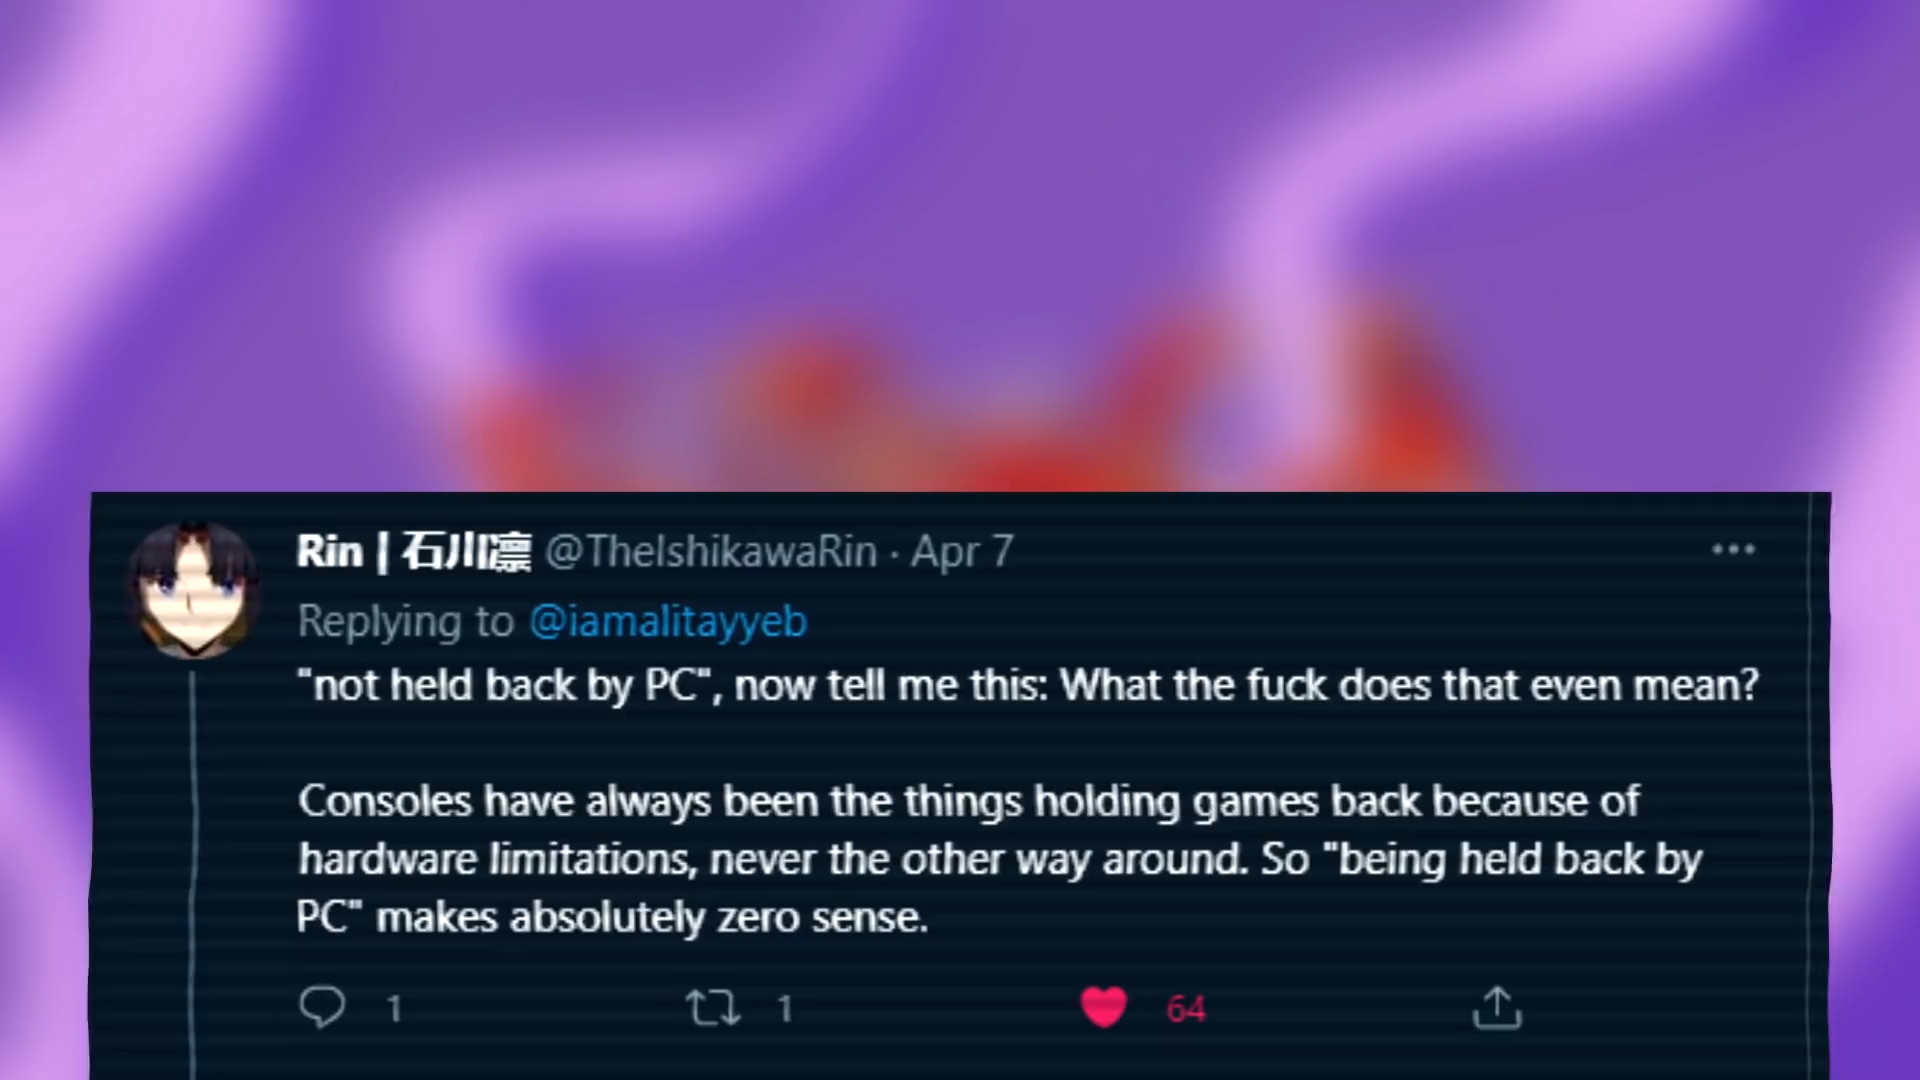 Rin | 石川凛 @TheIshikawaRin · Apr 7
Replying to @iamalitayyeb
"not held back by PC", now tell me this: What the fuck does that even mean?
Consoles have always been the things holding games back because of
hardware limitations, never the other way around. So "being held back by
PC" makes absolutely zero sense.
1 1 64